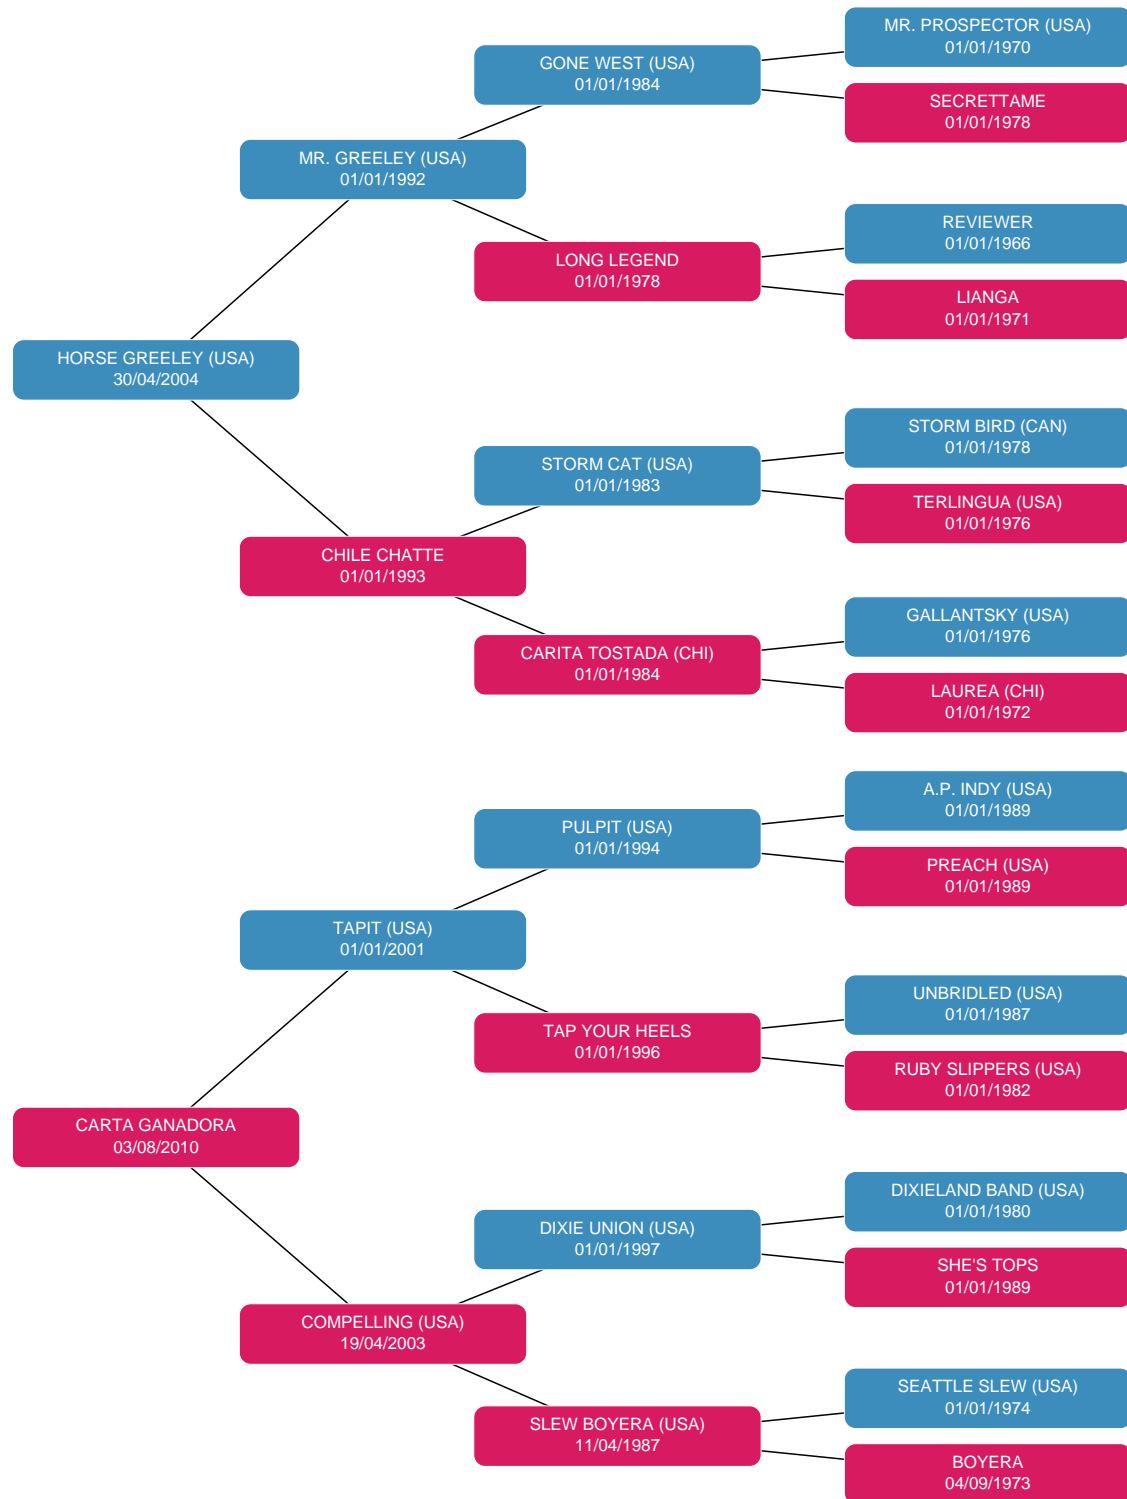 MR. PROSPECTOR (USA)
01/01/1970
GONE WEST (USA)
01/01/1984
SECRETTAME
01/01/1978
MR. GREELEY (USA)
01/01/1992
REVIEWER
01/01/1966
LONG LEGEND
01/01/1978
LIANGA
01/01/1971
HORSE GREELEY (USA)
30/04/2004
STORM BIRD (CAN)
01/01/1978
STORM CAT (USA)
01/01/1983
TERLINGUA (USA)
01/01/1976
CHILE CHATTE
01/01/1993
GALLANTSKY (USA)
01/01/1976
CARITA TOSTADA (CHI)
01/01/1984
LAUREA (CHI)
01/01/1972
A.P. INDY (USA)
01/01/1989
PULPIT (USA)
01/01/1994
PREACH (USA)
01/01/1989
TAPIT (USA)
01/01/2001
UNBRIDLED (USA)
01/01/1987
TAP YOUR HEELS
01/01/1996
RUBY SLIPPERS (USA)
01/01/1982
CARTA GANADORA
03/08/2010
DIXIELAND BAND (USA)
01/01/1980
DIXIE UNION (USA)
01/01/1997
SHE'S TOPS
01/01/1989
COMPELLING (USA)
19/04/2003
SEATTLE SLEW (USA)
01/01/1974
SLEW BOYERA (USA)
11/04/1987
BOYERA
04/09/1973